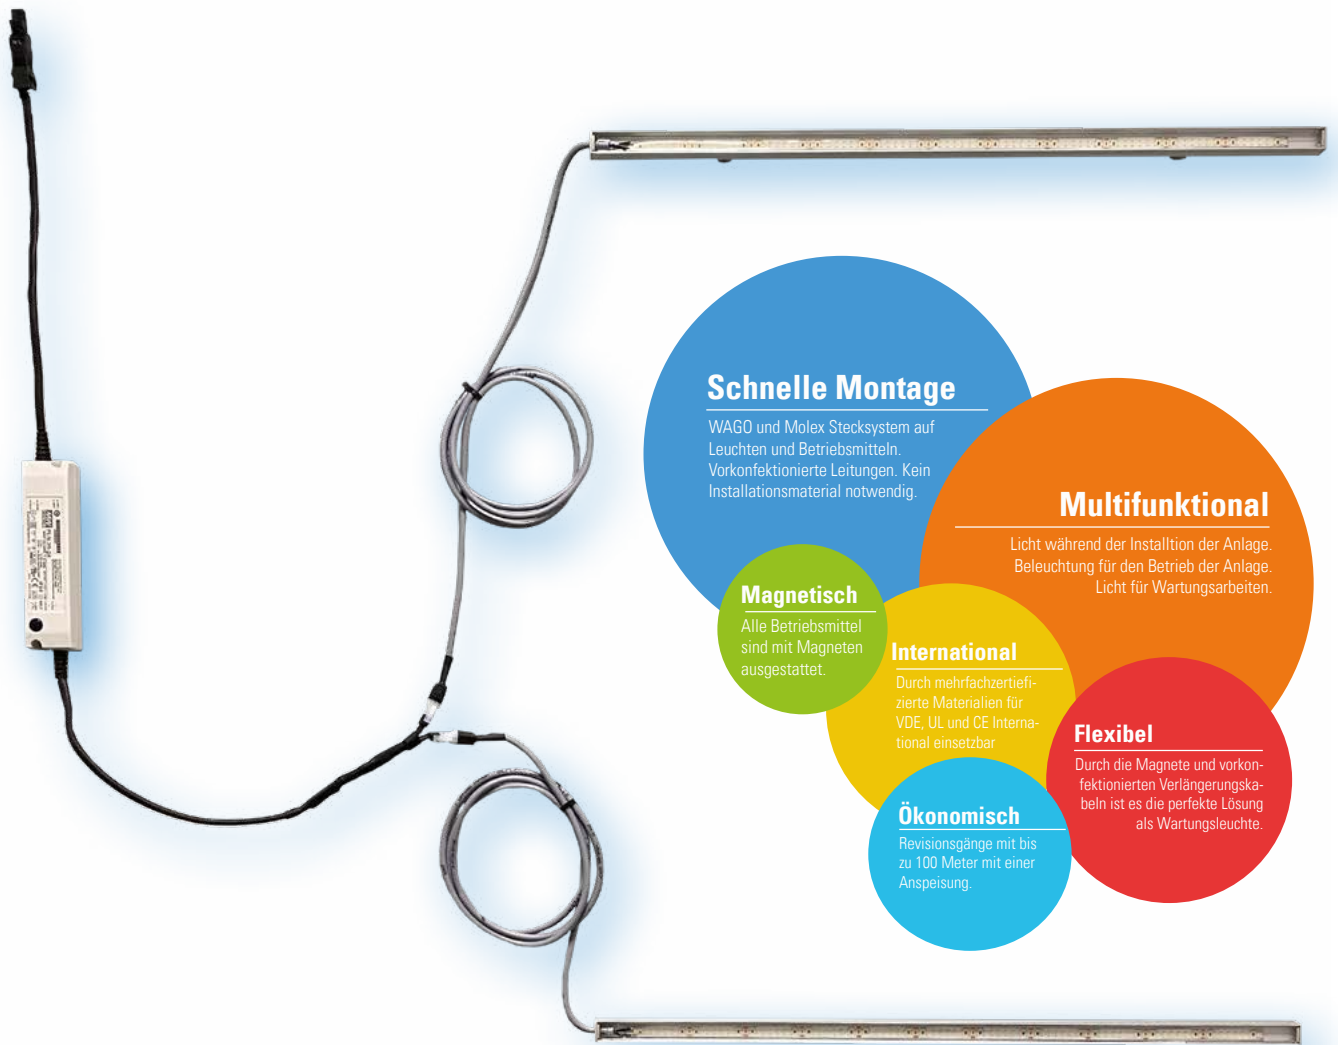 Schnelle Montage
WAGO und Molex Stecksystem auf
Leuchten und Betriebsmitteln.
Vorkonfektionierte Leitungen. Kein
Installationsmaterial notwendig.
Multifunktional
Licht während der Installtion der Anlage.
Beleuchtung für den Betrieb der Anlage.
Licht für Wartungsarbeiten.
Magnetisch
Alle Betriebsmittel
sind mit Magneten
ausgestattet.
International
Durch mehrfachzertiefi-
zierte Materialien für
VDE, UL und CE Interna-
tional einsetzbar
Flexibel
Durch die Magnete und vorkon-
fektionierten Verlängerungska-
beln ist es die perfekte Lösung
als Wartungsleuchte.
Ökonomisch
Revisionsgänge mit bis
zu 100 Meter mit einer
Anspeisung.